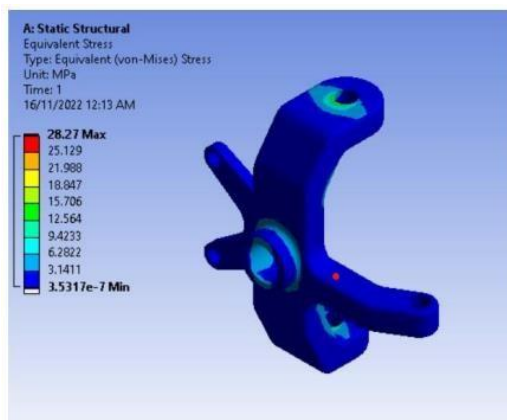 A: Static Structural
Equivalent Stress
Type: Equivalent (von-Mises) Stress
Unit: MPa
Time: 1
16/11/2022 12:13 AM
28.27 Max
25.129
21.988
18.847
15.706
12.564
9.4233
6.2822
3.1411
3.5317e-7 Min